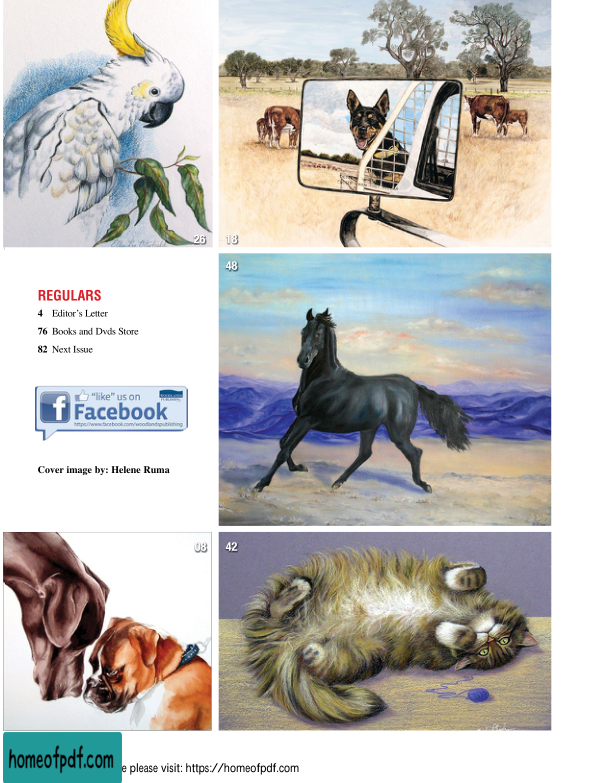 26
18
48
REGULARS
4 Editor's Letter
76 Books and Dvds Store
82 Next Issue
"like" us on
Facebook
https://www.facebook.com/woodlandspublishing
Cover image by: Helene Ruma
08
42
homeofpdf.com
e please visit: https://homeofpdf.com